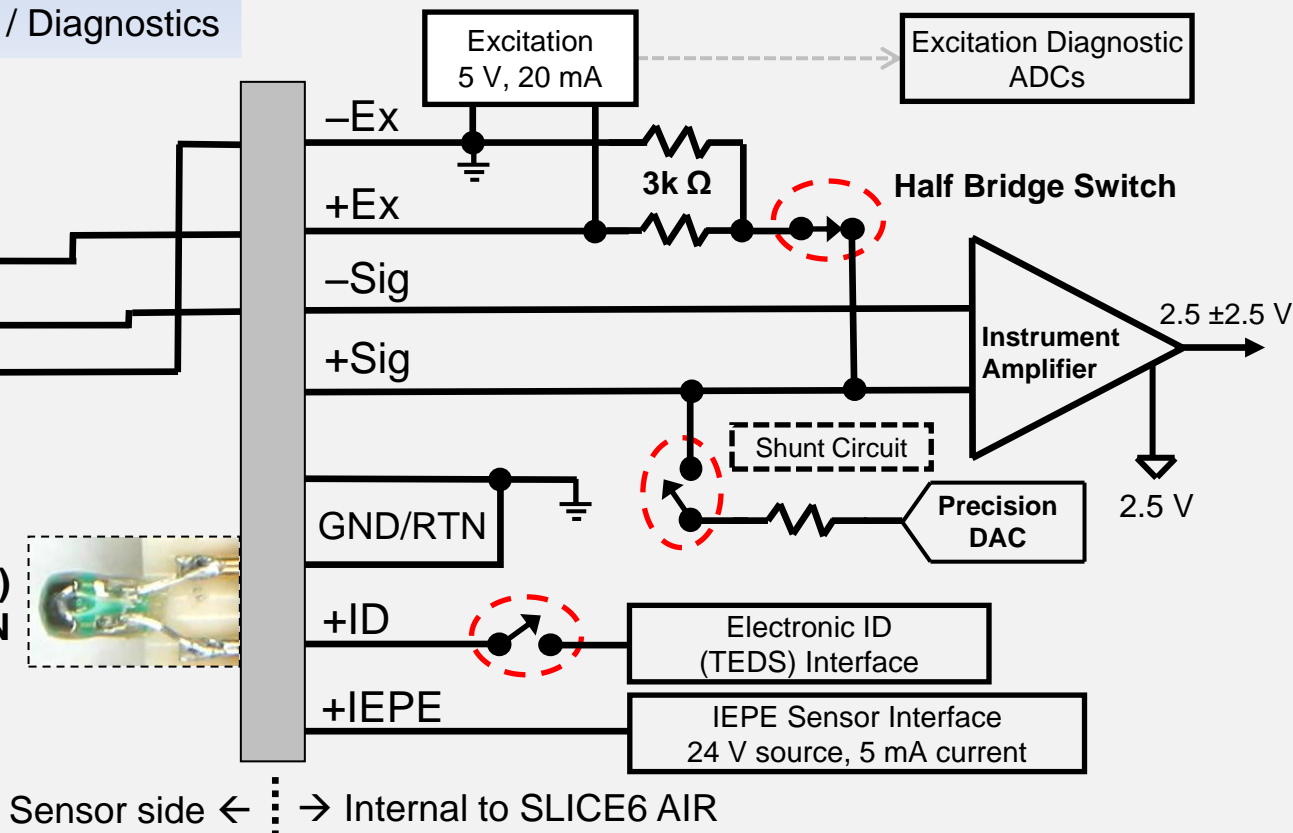 / Diagnostics
Excitation
5 V, 20 mA
Excitation Diagnostic
ADCs
–Ex
3k Ω
Half Bridge Switch
+Ex
–Sig
2.5 ±2.5 V
Instrument
Amplifier
+Sig
Shunt Circuit
2.5 V
Precision
DAC
GND/RTN
)
N
+ID
Electronic ID
(TEDS) Interface
+IEPE
IEPE Sensor Interface
24 V source, 5 mA current
Sensor side ← → Internal to SLICE6 AIR